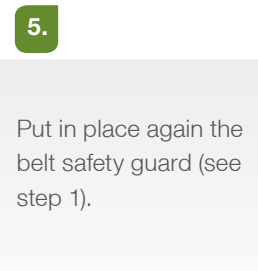 5.
Put in place again the
belt safety guard (see
step 1).